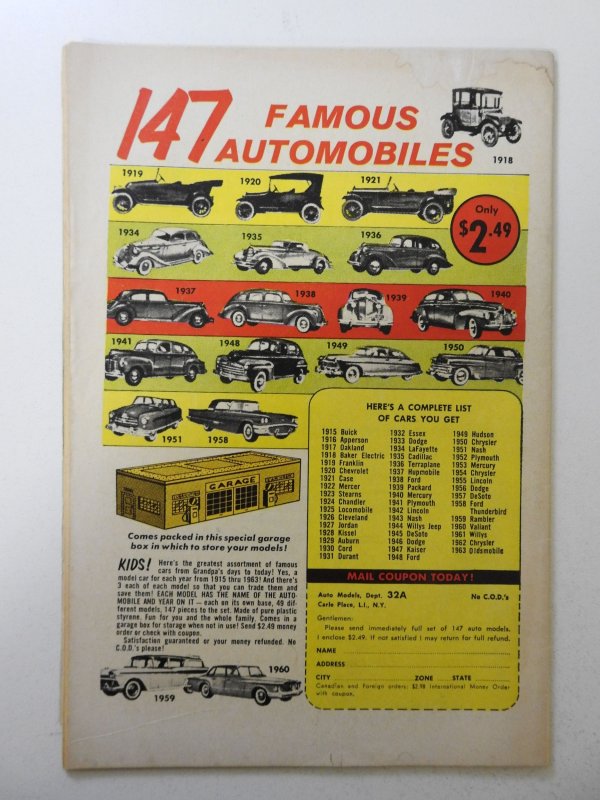 147 FAMOUS
AUTOMOBILES
1918
1919
1920
1921
Only
$2.49
1934
1935
1936
1937
1938
1939
1940
1941
1948
1949
1950
1951
1958
HERE'S A COMPLETE LIST
OF CARS YOU GET
1915 Buick
1916 Apperson
1917 Oakland
1918 Baker Electric
1919 Franklin
1920 Chevrolet
1921 Case
1922 Mercer
1923 Stearns
1924 Chandler
1925 Locomobile
1926 Cleveland
1927 Jordan
1928 Kissel
1929 Auburn
1930 Cord
1931 Durant
1932 Essex
1933 Dodge
1934 LaFayette
1935 Cadillac
1936 Terraplane
1937 Hupmobile
1938 Ford
1939 Packard
1940 Mercury
1941 Plymouth
1942 Lincoln
1943 Nash
1944 Willys Jeep
1945 DeSoto
1946 Dodge
1947 Kaiser
1948 Ford
1949 Hudson
1950 Chrysler
1951 Nash
1952 Plymouth
1953 Mercury
1954 Chrysler
1955 Lincoln
1956 Dodge
1957 DeSoto
1958 Ford
Thunderbird
1959 Rambler
1960 Valiant
1961 Willys
1962 Chrysler
1963 Oldsmobile
GARAGE
Comes packed in this special garage
box in which to store your models!
KIDS! Here's the greatest assortment of famous
cars from Grandpa's days to today! Yes, a
model car for each year from 1915 thru 1963! And there's
3 each of each model so that you can trade them and
save them! EACH MODEL HAS THE NAME OF THE AUTO-
MOBILE AND YEAR ON IT — each on its own base, 49 dif-
ferent models, 147 pieces to the set. Made of pure plastic
styrene. Fun for you and the whole family. Comes in a
garage box for storage when not in use! Send $2.49 money
order or check with coupon.
Satisfaction guaranteed or your money refunded. No
C.O.D.'s please!
1959
1960
MAIL COUPON TODAY!
Auto Models, Dept. 32A No C.O.D.'s
Carle Place, L.I., N.Y.
Gentlemen:
Please send immediately full set of 147 auto models.
I enclose $2.49. If not satisfied I may return for full refund.
NAME
ADDRESS
CITY ZONE STATE
Canadian and Foreign orders; $2.98 International Money Order
with coupon.